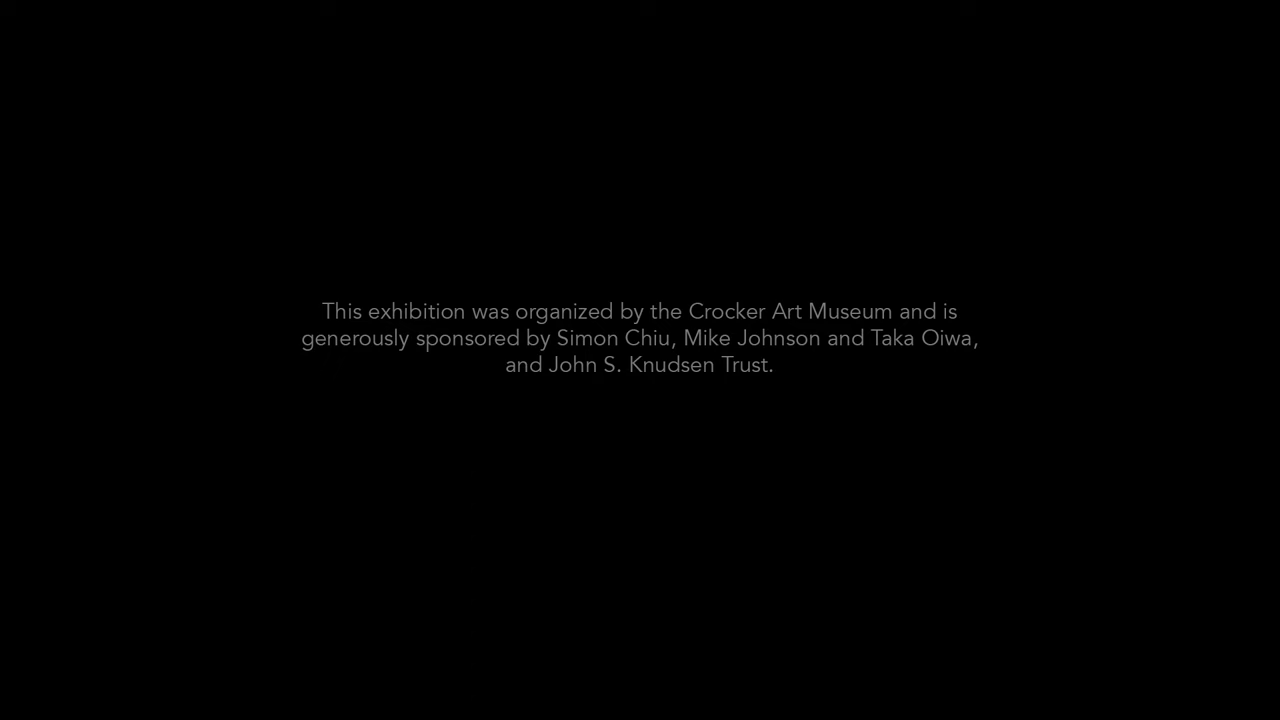 This exhibition was organized by the Crocker Art Museum and is
generously sponsored by Simon Chiu, Mike Johnson and Taka Oiwa,
and John S. Knudsen Trust.